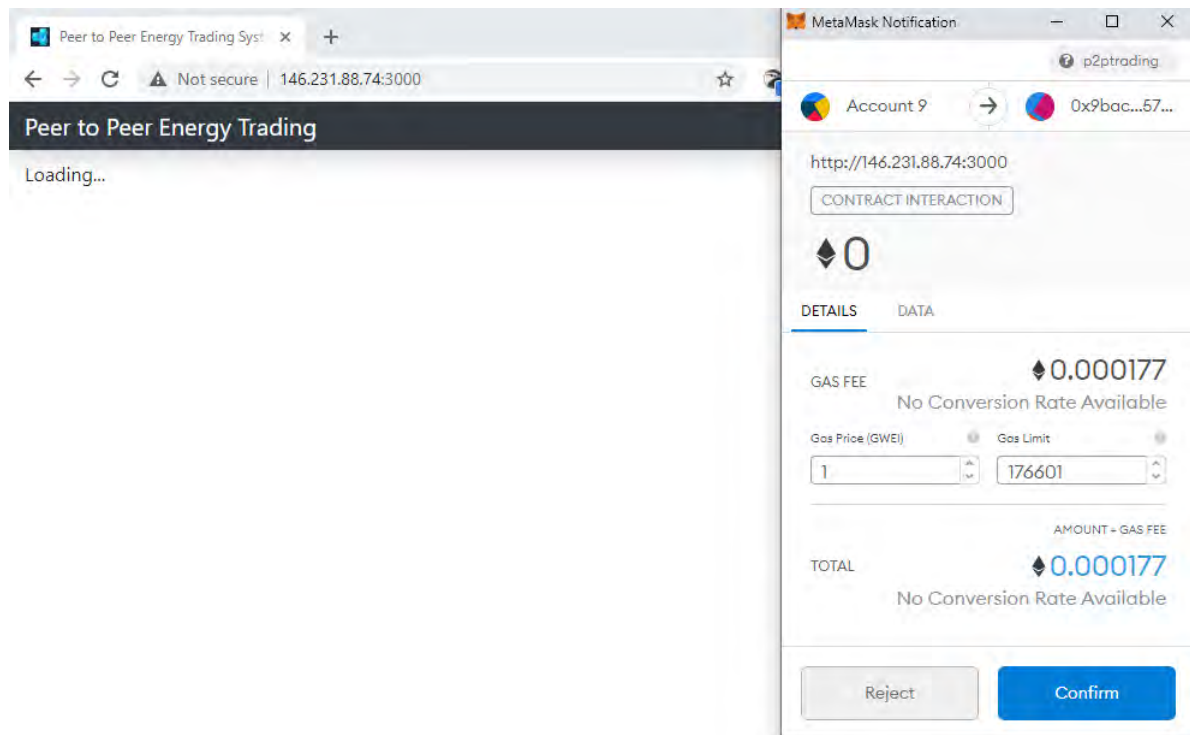 Peer to Peer Energy Trading Syst
Not secure | 146.231.88.74:3000
Peer to Peer Energy Trading
Loading...
MetaMask Notification
p2ptrading
Account 9
0x9bac...57...
http://146.231.88.74:3000
CONTRACT INTERACTION
0
DETAILS DATA
GAS FEE
0.000177
No Conversion Rate Available
Gas Price (GWEI) Gas Limit
1 176601
AMOUNT + GAS FEE
TOTAL
0.000177
No Conversion Rate Available
Reject Confirm